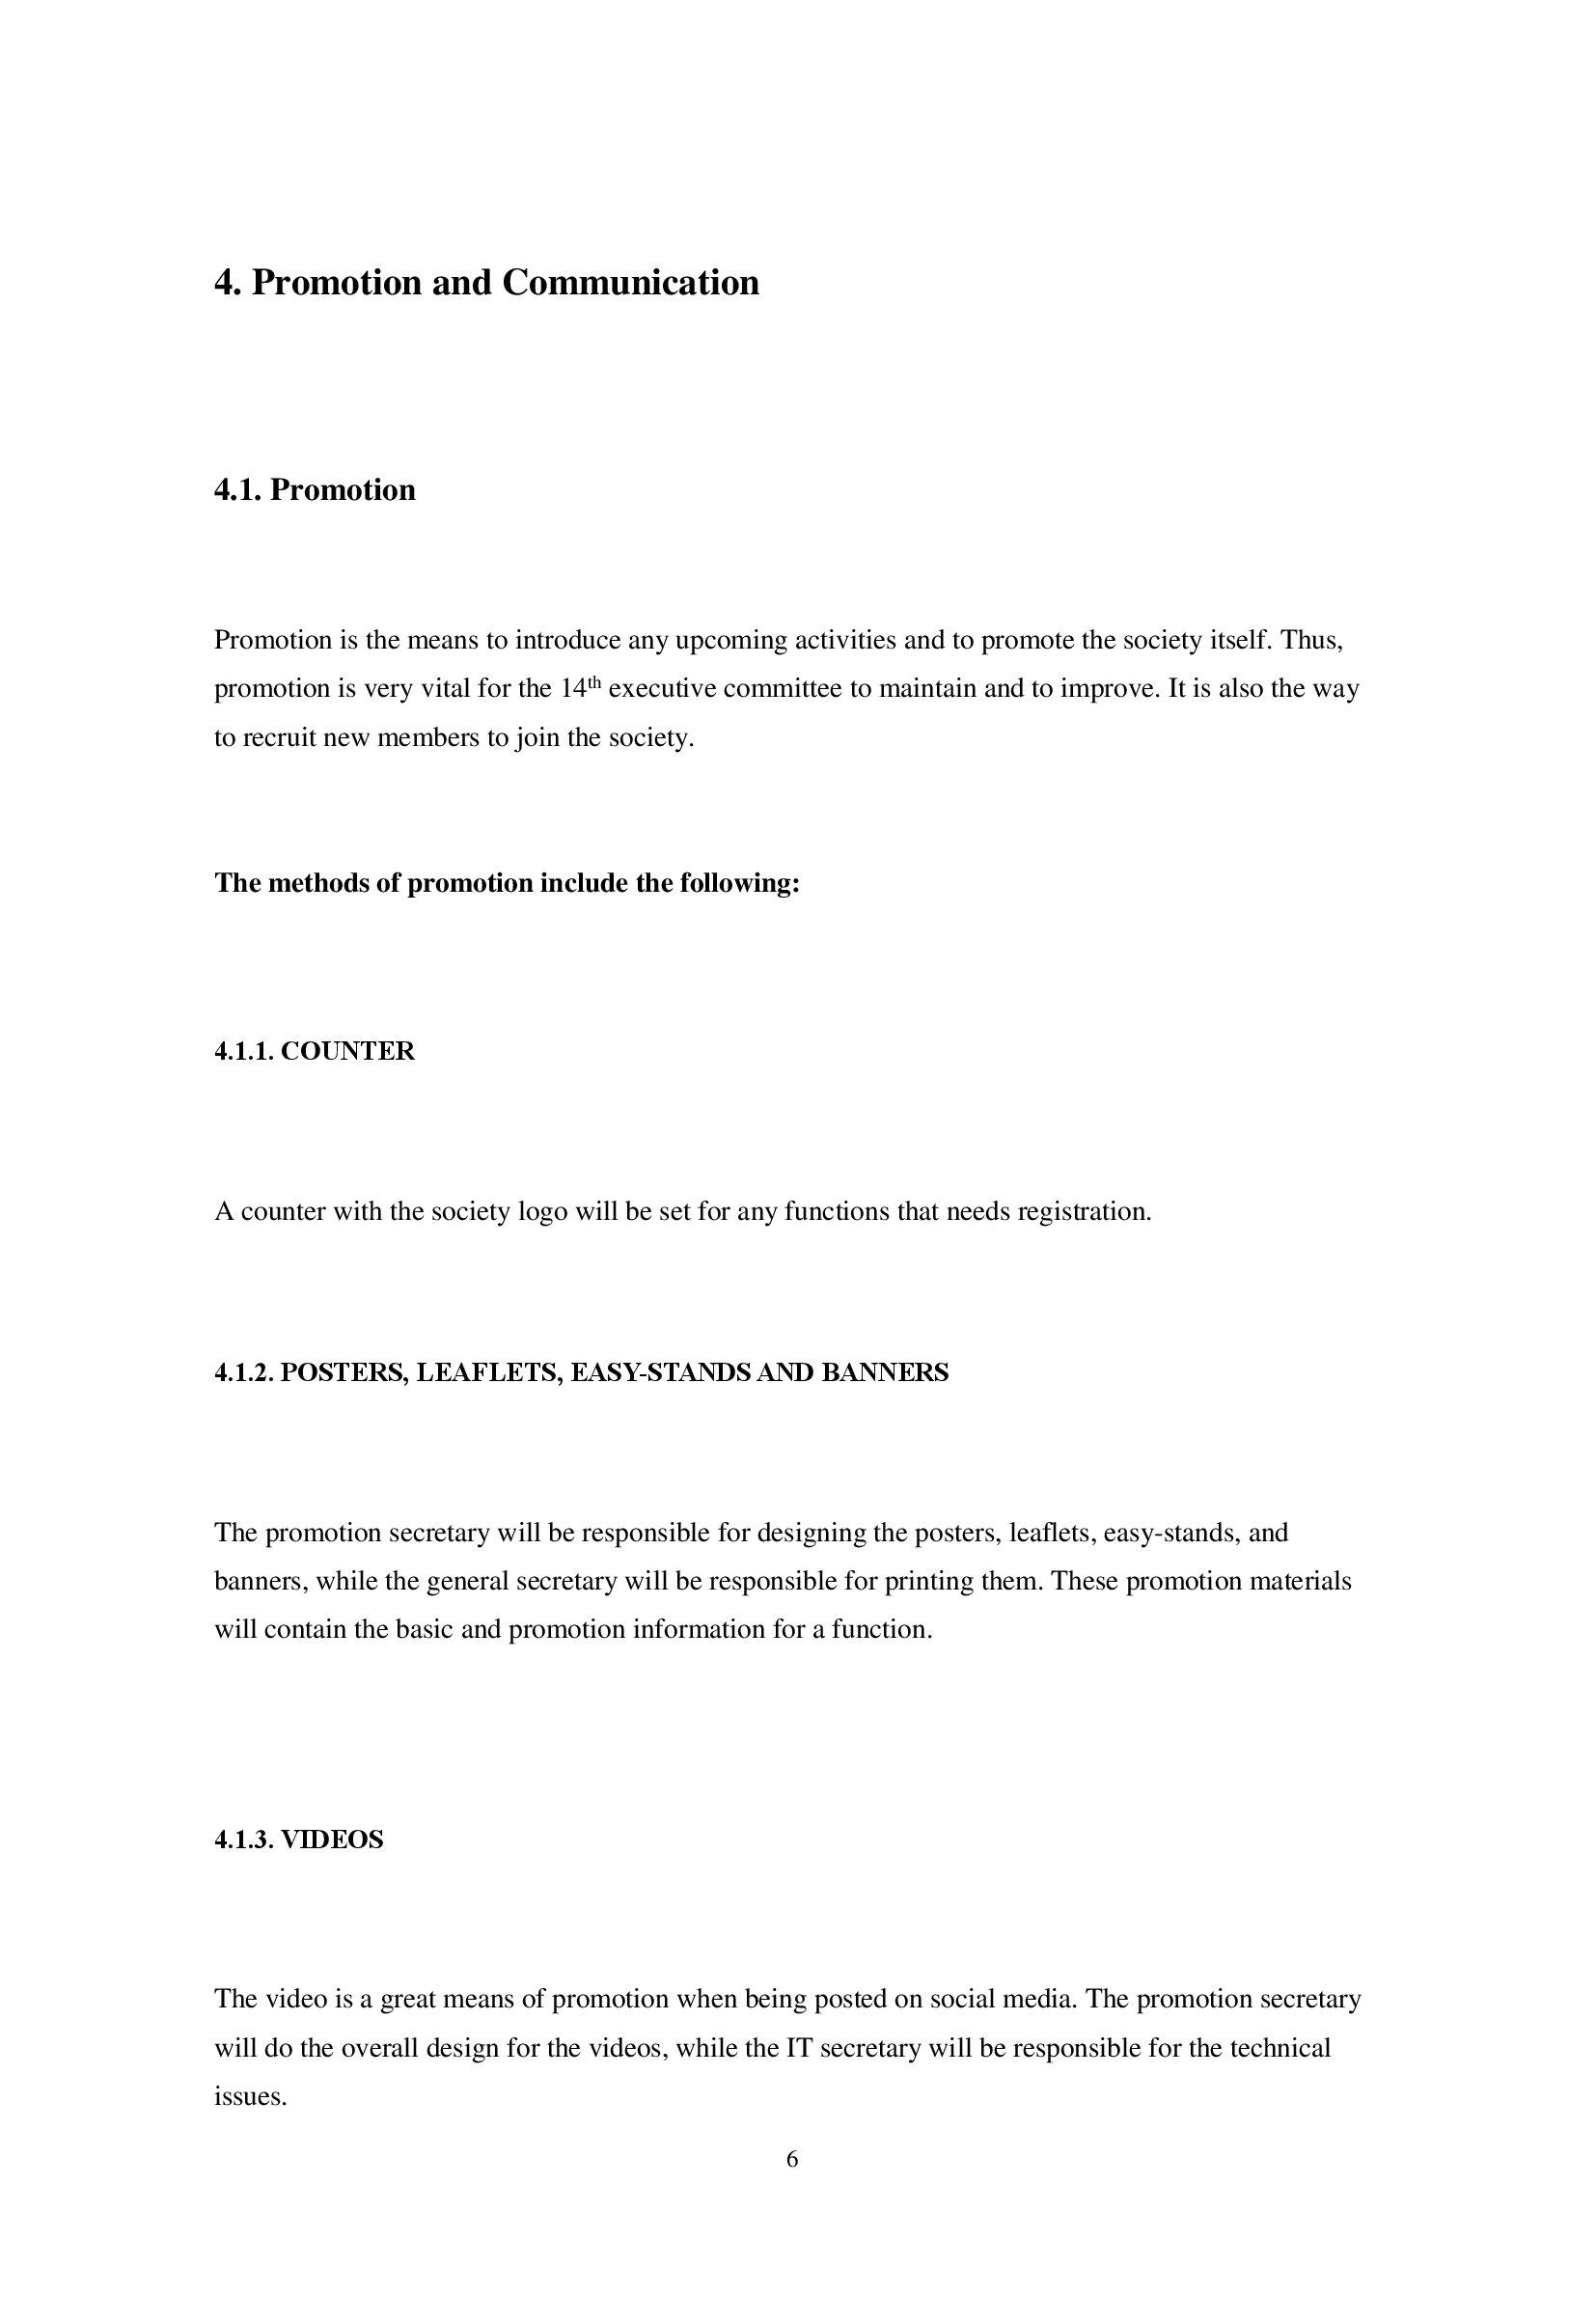 4. Promotion and Communication
4.1. Promotion
Promotion is the means to introduce any upcoming activities and to promote the society itself. Thus,
promotion is very vital for the 14th executive committee to maintain and to improve. It is also the way
to recruit new members to join the society.
The methods of promotion include the following:
4.1.1. COUNTER
A counter with the society logo will be set for any functions that needs registration.
4.1.2. POSTERS, LEAFLETS, EASY-STANDS AND BANNERS
The promotion secretary will be responsible for designing the posters, leaflets, easy-stands, and
banners, while the general secretary will be responsible for printing them. These promotion materials
will contain the basic and promotion information for a function.
4.1.3. VIDEOS
The video is a great means of promotion when being posted on social media. The promotion secretary
will do the overall design for the videos, while the IT secretary will be responsible for the technical
issues.
6